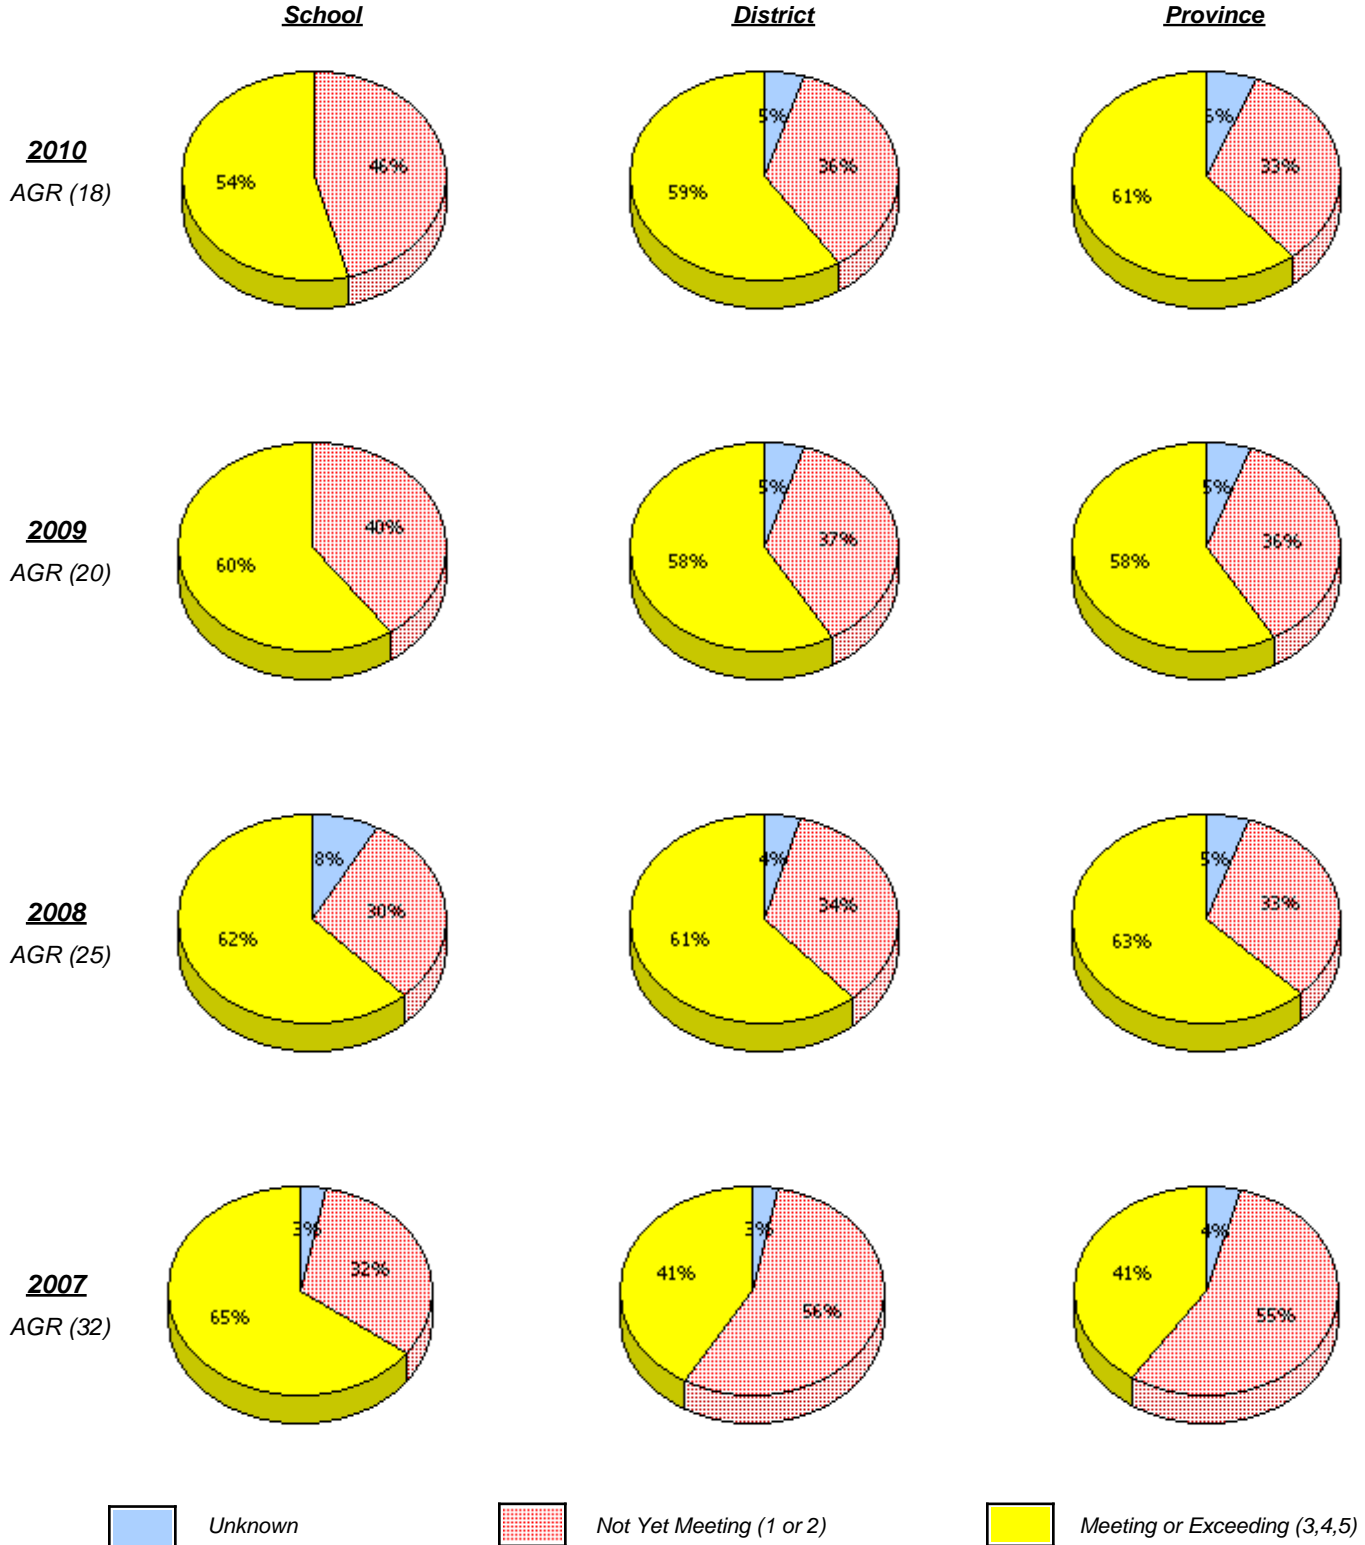 School District Province
2010
AGR (18)
54% 46%
59% 5% 36%
61% 6% 33%
2009
AGR (20)
60% 40%
58% 5% 37%
58% 5% 36%
2008
AGR (25)
62% 8% 30%
61% 4% 34%
63% 5% 33%
2007
AGR (32)
65% 3% 32%
41% 3% 56%
41% 4% 55%
Unknown Not Yet Meeting (1 or 2) Meeting or Exceeding (3,4,5)